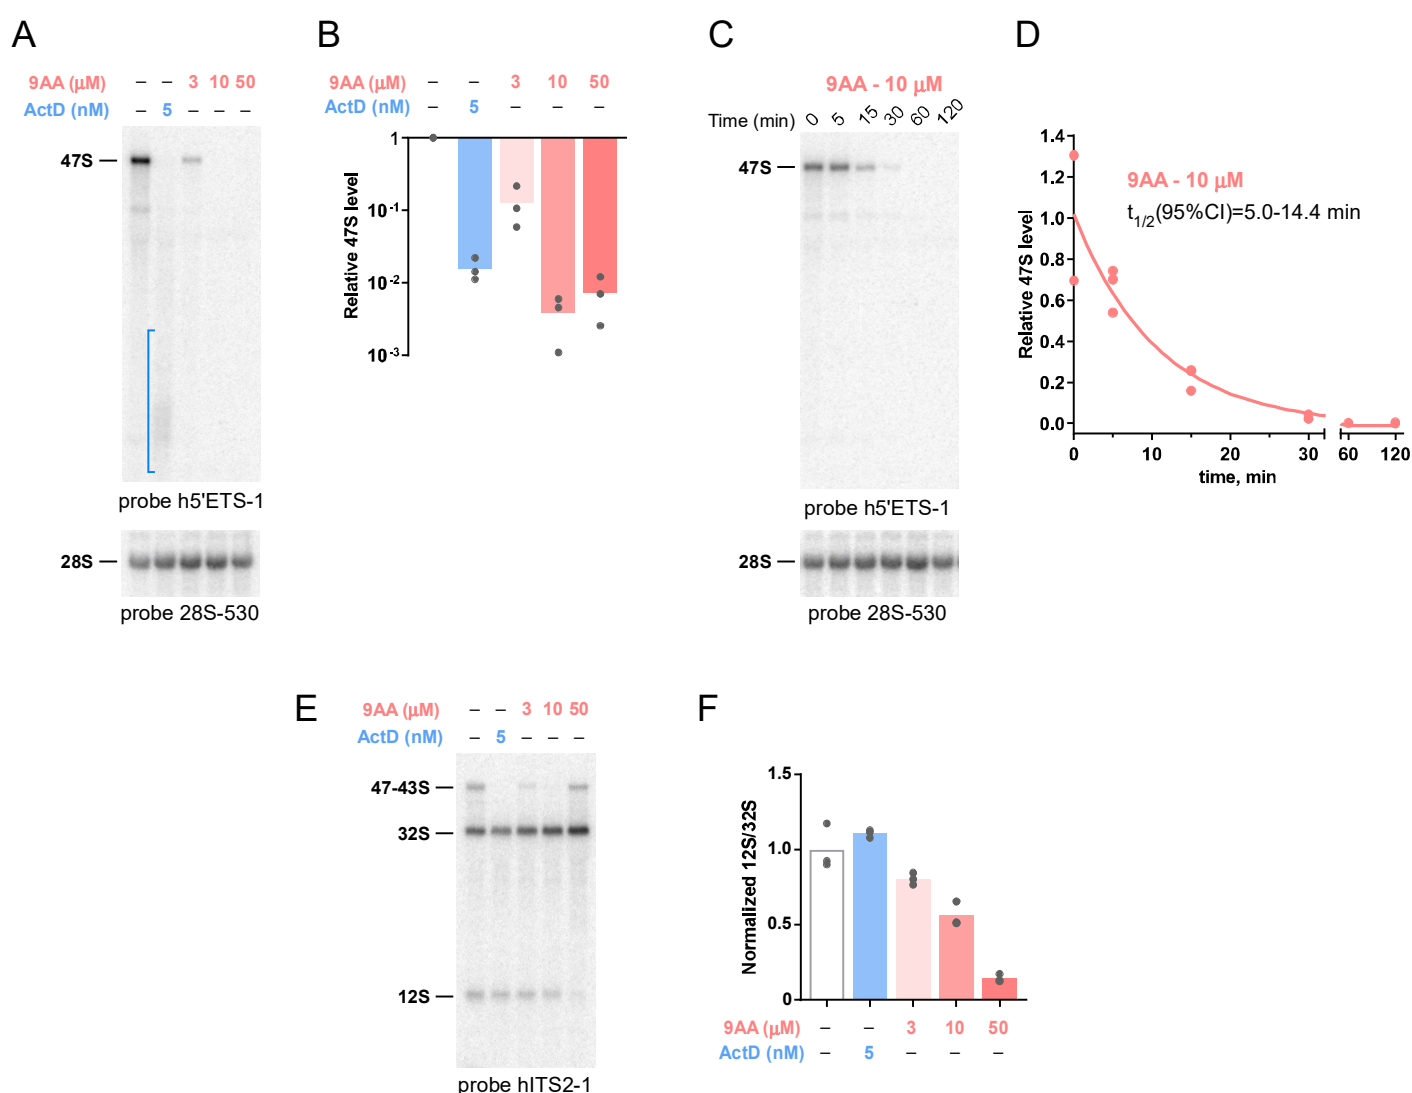 A
9AA (µM) – – 3 10 50
ActD (nM) – 5 – – –
47S
probe h5'ETS-1
28S
probe 28S-530
B
9AA (µM) – – 3 10 50
ActD (nM) – 5 – – –
Relative 47S level
1
10-1
10-2
10-3
C
9AA - 10 µM
Time (min) 0 5 15 30 60 120
47S
probe h5'ETS-1
28S
probe 28S-530
D
9AA - 10 µM
t1/2(95%CI)=5.0-14.4 min
Relative 47S level
1.4
1.2
1.0
0.8
0.6
0.4
0.2
0.0
0 10 20 30 60 120
time, min
E
9AA (µM) – – 3 10 50
ActD (nM) – 5 – – –
47-43S
32S
12S
probe hITS2-1
F
Normalized 12S/32S
1.5
1.0
0.5
0
9AA (µM) – – 3 10 50
ActD (nM) – 5 – – –